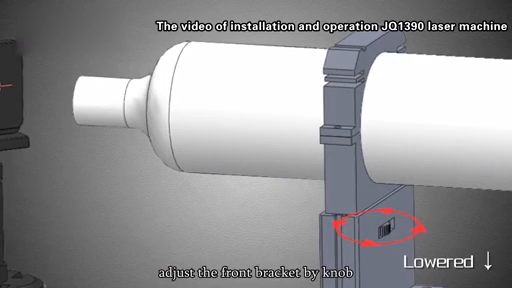 The video of installation and operation JQ1390 laser machine
Lowered ↓
adjust the front bracket by knob